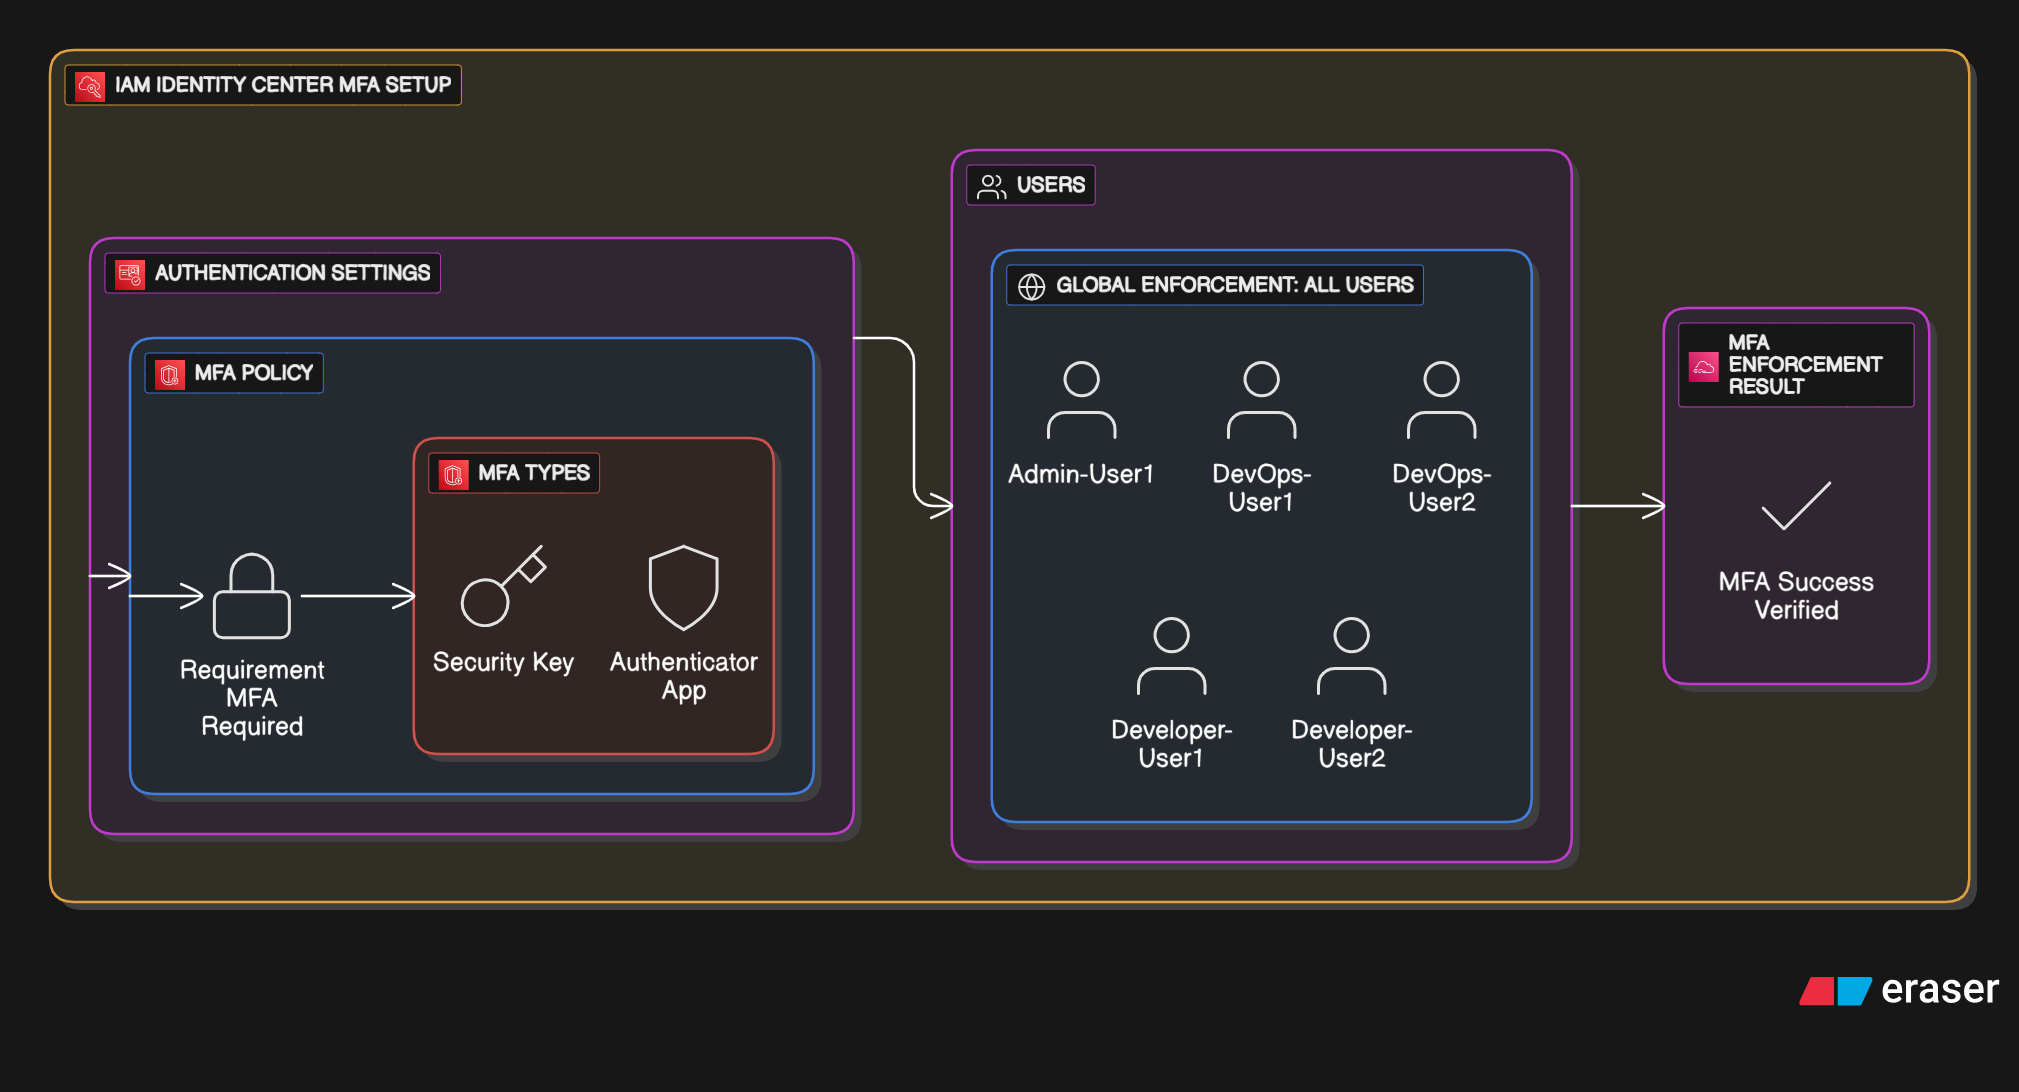 IAM IDENTITY CENTER MFA SETUP
USERS
AUTHENTICATION SETTINGS
GLOBAL ENFORCEMENT: ALL USERS
MFA
ENFORCEMENT
RESULT
MFA POLICY
MFA TYPES
Admin-User1
DevOps-
User1
DevOps-
User2
MFA Success
Verified
Requirement
MFA
Required
Security Key
Authenticator
App
Developer-
User1
Developer-
User2
eraser